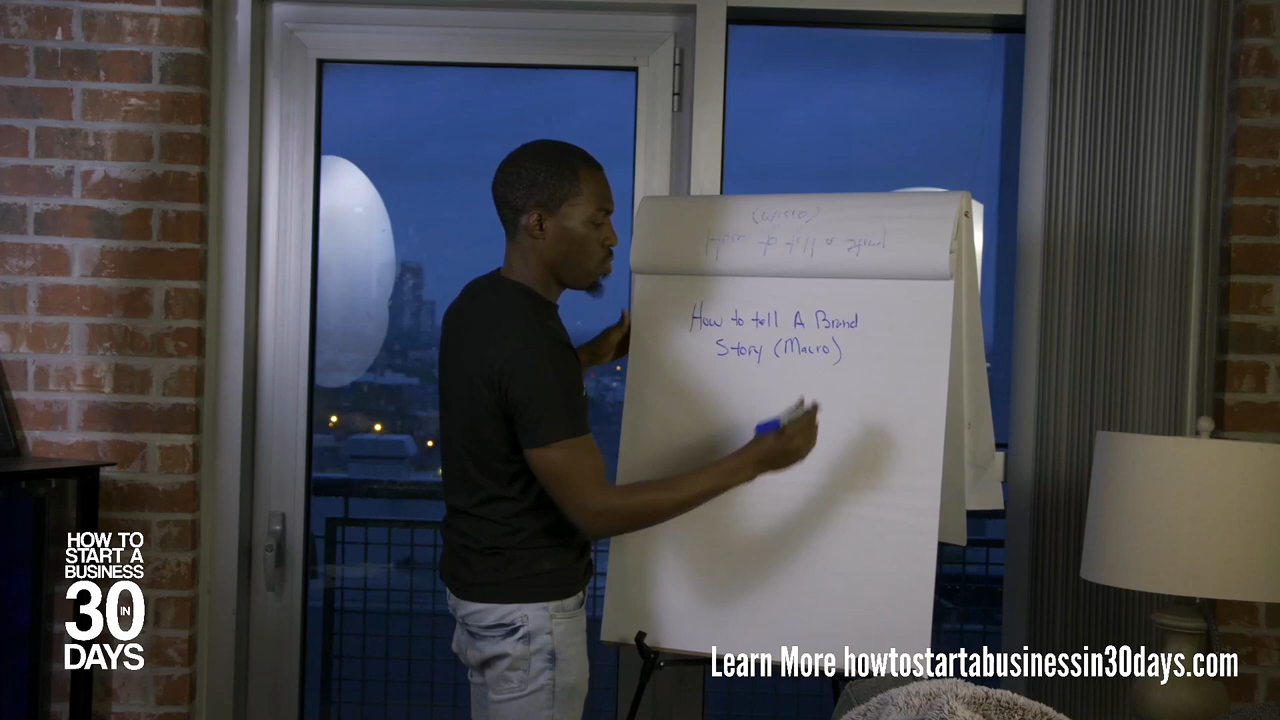 How to tell A Brand
Story (Macro)
HOW TO
START A
BUSINESS
30 IN
DAYS
Learn More howtostartabusinessin30days.com